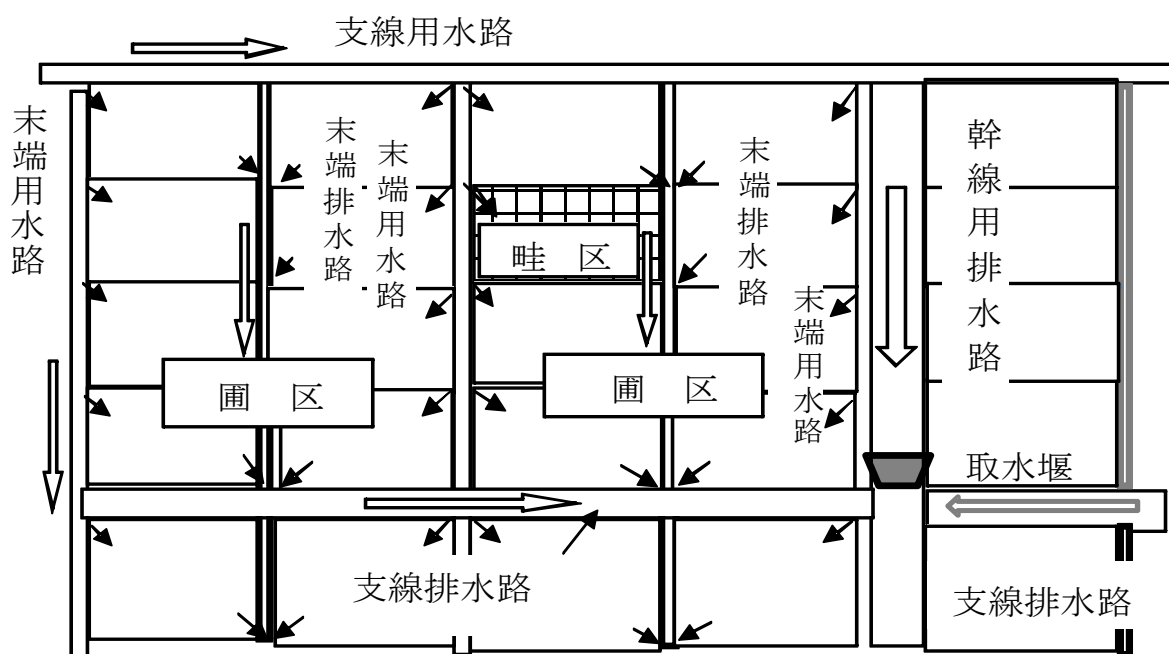 支線用水路
末端用水路
末端排水路
末端用水路
末端排水路
幹線用排水路
畦 区
末端用水路
圃 区
圃 区
取水堰
支線排水路
支線排水路